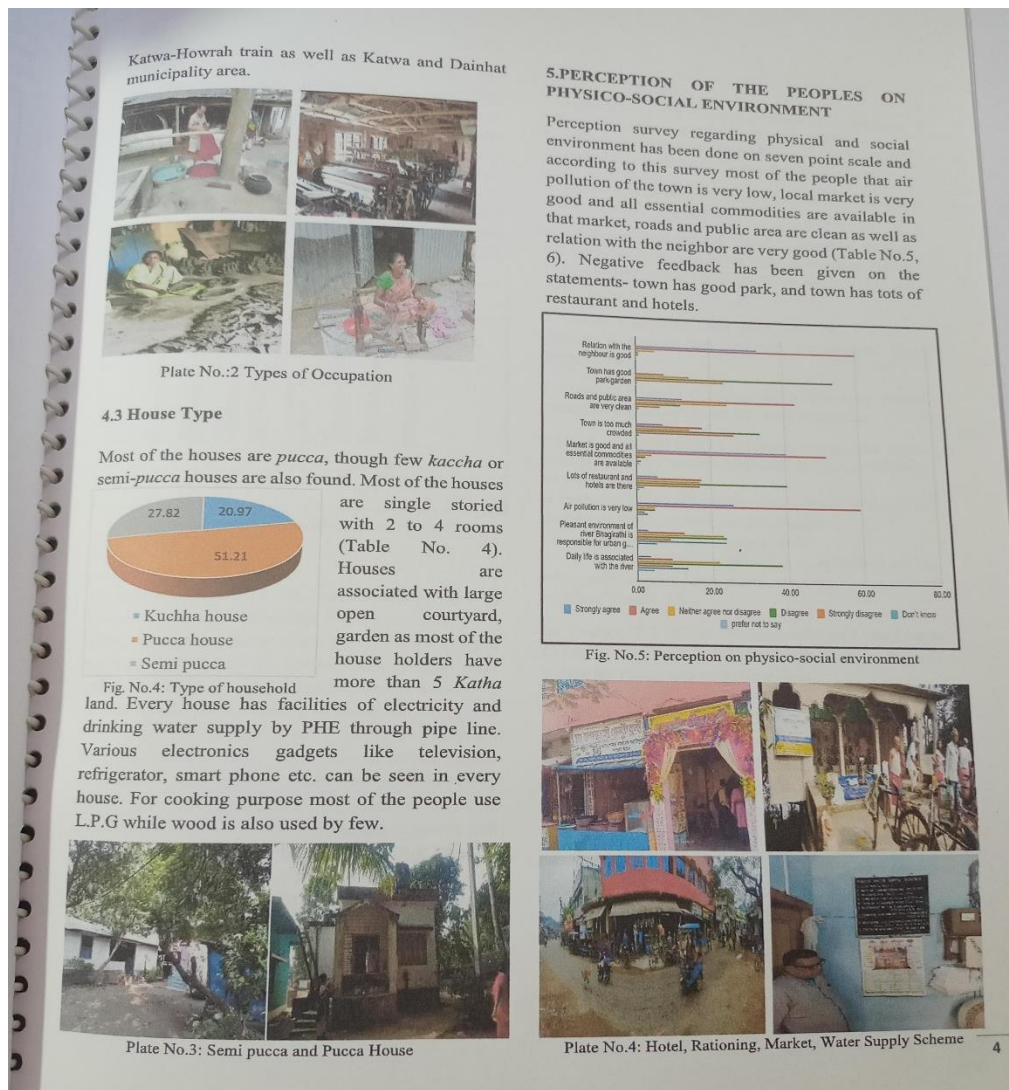 Katwa-Howrah train as well as Katwa and Dainhat
municipality area.
Plate No.:2 Types of Occupation
4.3 House Type
Most of the houses are pucca, though few kaccha or
semi-pucca houses are also found. Most of the houses
are single storied
with 2 to 4 rooms
(Table No. 4).
Houses are
associated with large
open courtyard,
garden as most of the
house holders have
more than 5 Katha
27.82
20.97
51.21
Kuchha house
Pucca house
Semi pucca
Fig. No.4: Type of household
land. Every house has facilities of electricity and
drinking water supply by PHE through pipe line.
Various electronics gadgets like television,
refrigerator, smart phone etc. can be seen in every
house. For cooking purpose most of the people use
L.P.G while wood is also used by few.
Plate No.3: Semi pucca and Pucca House
5.PERCEPTION OF THE PEOPLES ON
PHYSICO-SOCIAL ENVIRONMENT
Perception survey regarding physical and social
environment has been done on seven point scale and
according to this survey most of the people that air
pollution of the town is very low, local market is very
good and all essential commodities are available in
that market, roads and public area are clean as well as
relation with the neighbor are very good (Table No.5,
6). Negative feedback has been given on the
statements- town has good park, and town has tots of
restaurant and hotels.
Relation with the
neighbour is good
Town has good
park-garden
Roads and public area
are very clean
Town is too much
crowded
Market is good and all
essential commodities
are available
Lots of restaurant and
hotels are there
Air pollution is very low
Pleasant environment of
river Bhagirathi is
responsible for urban g...
Daily life is associated
with the river
0.00 20.00 40.00 60.00 80.00
Strongly agree Agree Neither agree nor disagree Disagree Strongly disagree Don't know
prefer not to say
Fig. No.5: Perception on physico-social environment
Plate No.4: Hotel, Rationing, Market, Water Supply Scheme
4